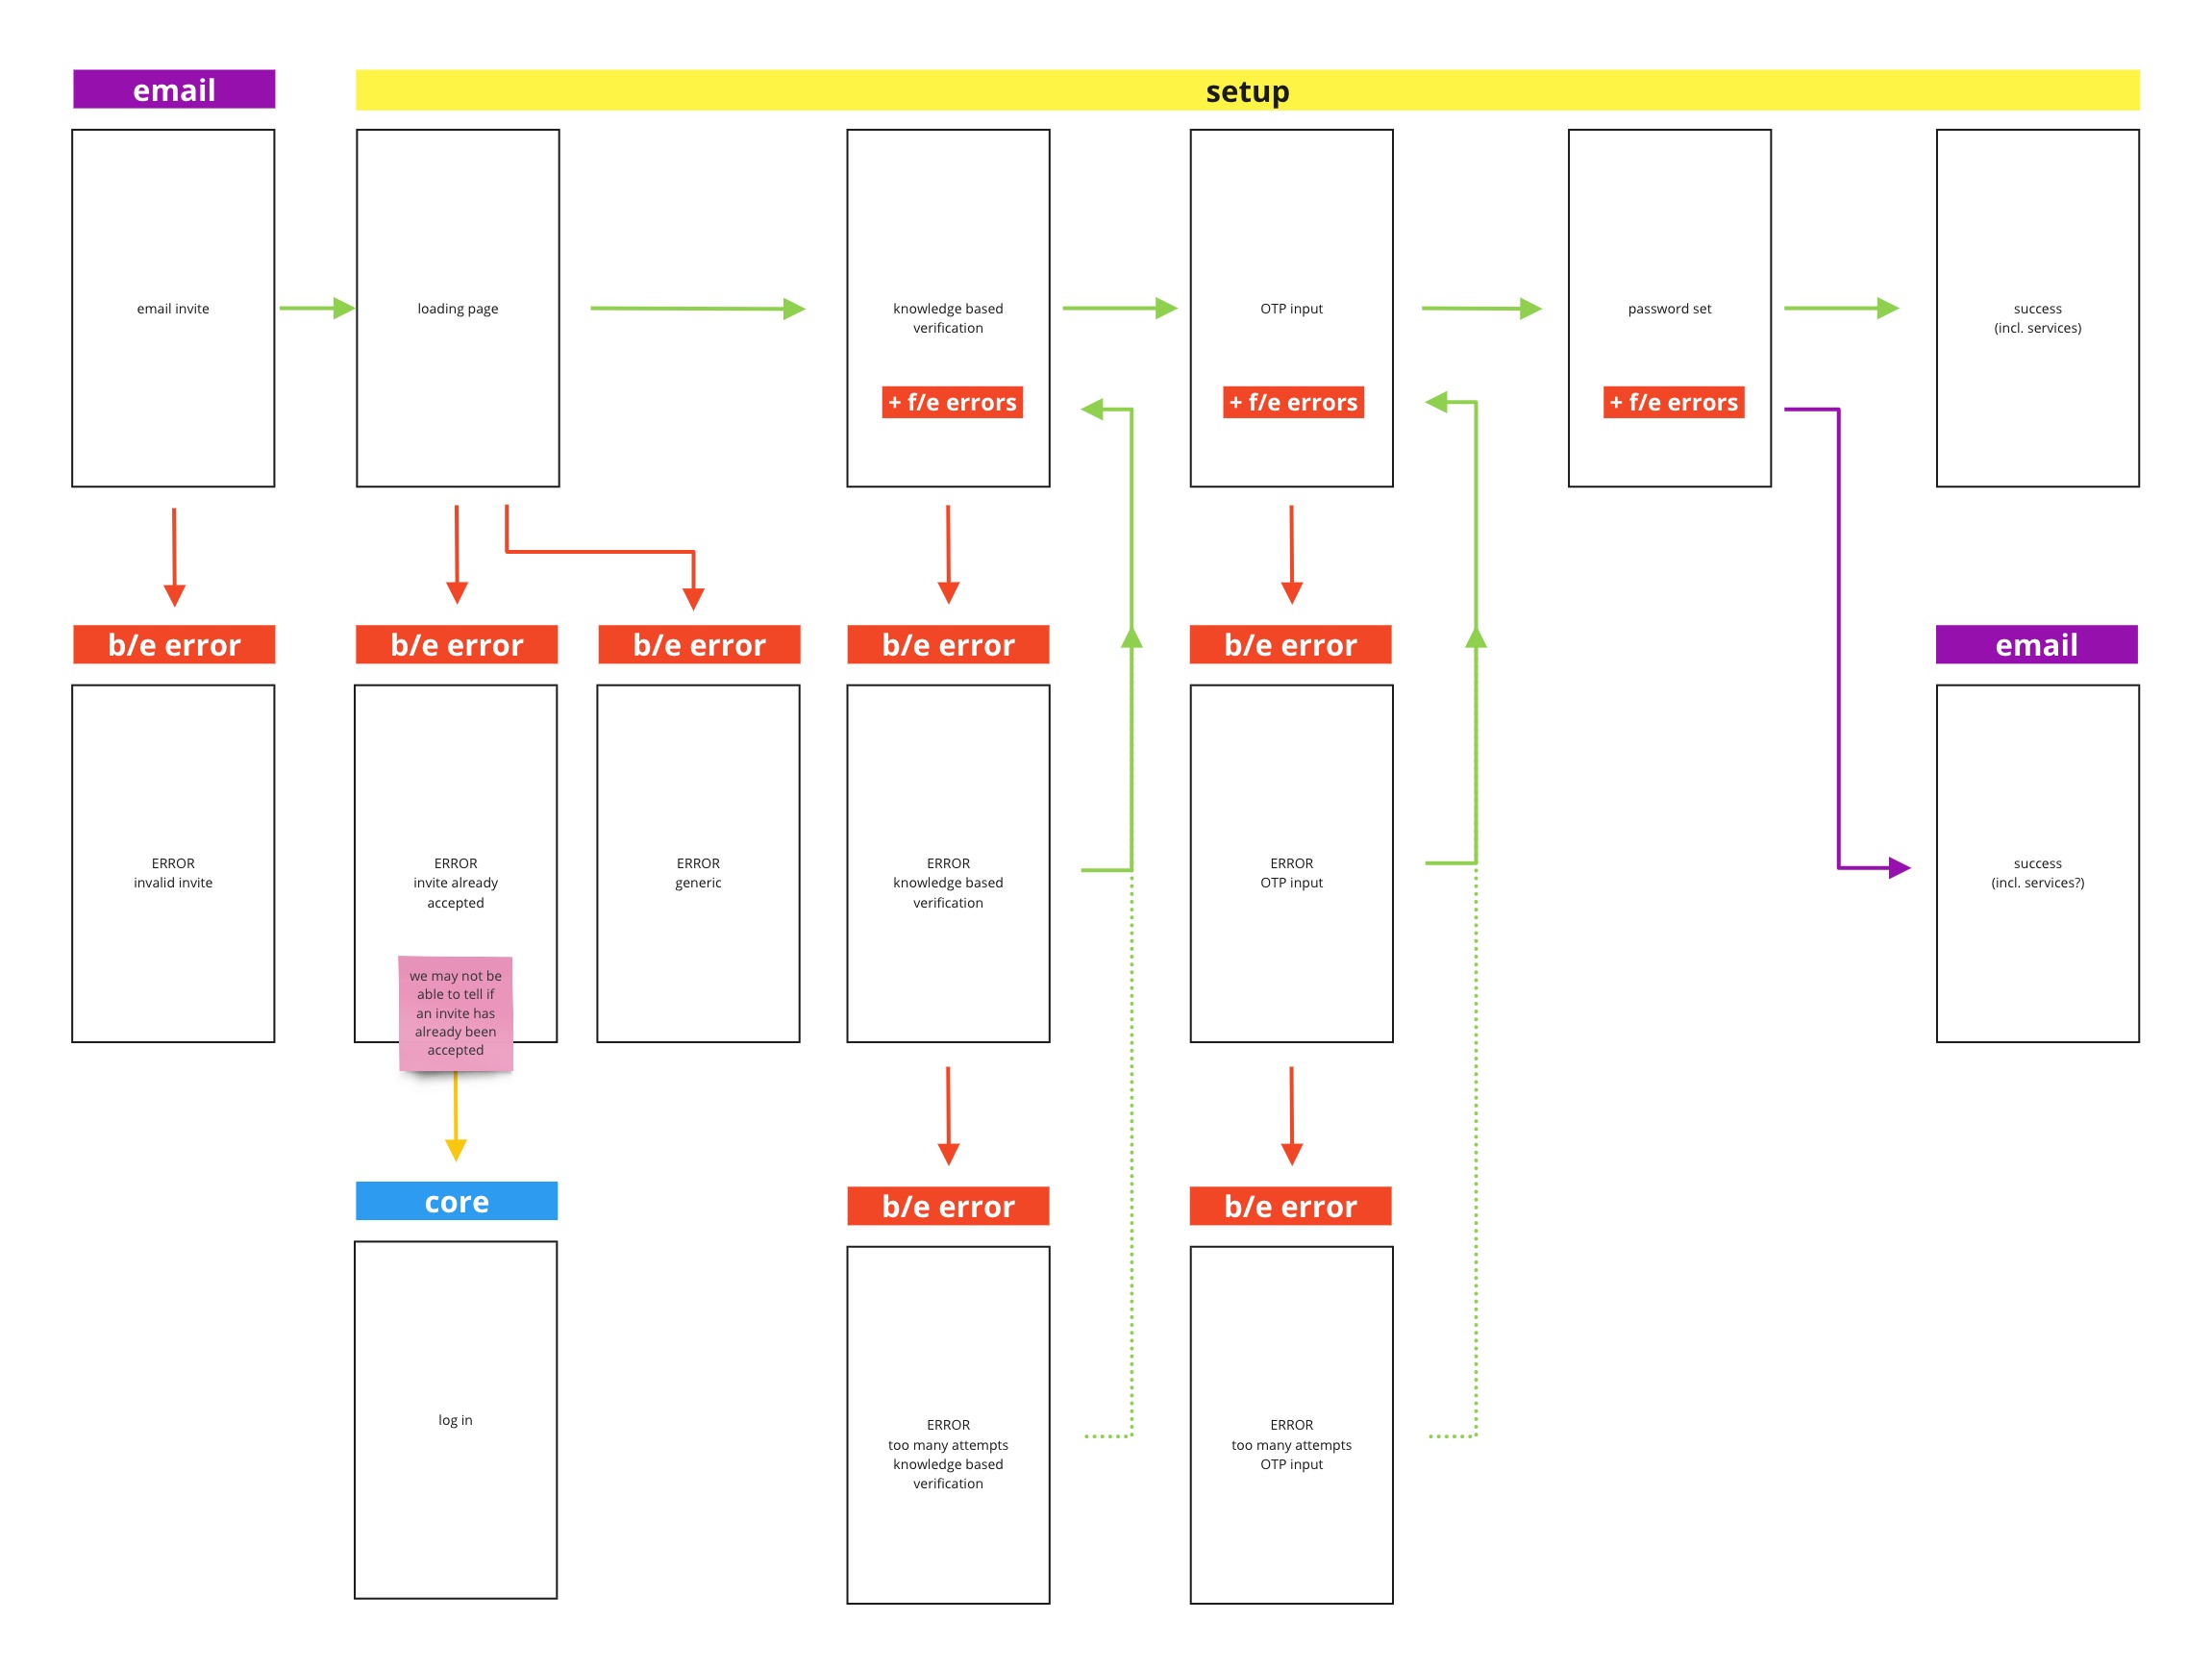 email
setup
email invite
loading page
knowledge based
verification
+ f/e errors
OTP input
+ f/e errors
password set
+ f/e errors
success
(incl. services)
b/e error
b/e error
b/e error
b/e error
b/e error
email
ERROR
invalid invite
ERROR
invite already
accepted
we may not be
able to tell if
an invite has
already been
accepted
ERROR
generic
ERROR
knowledge based
verification
ERROR
OTP input
success
(incl. services?)
core
b/e error
b/e error
log in
ERROR
too many attempts
knowledge based
verification
ERROR
too many attempts
OTP input